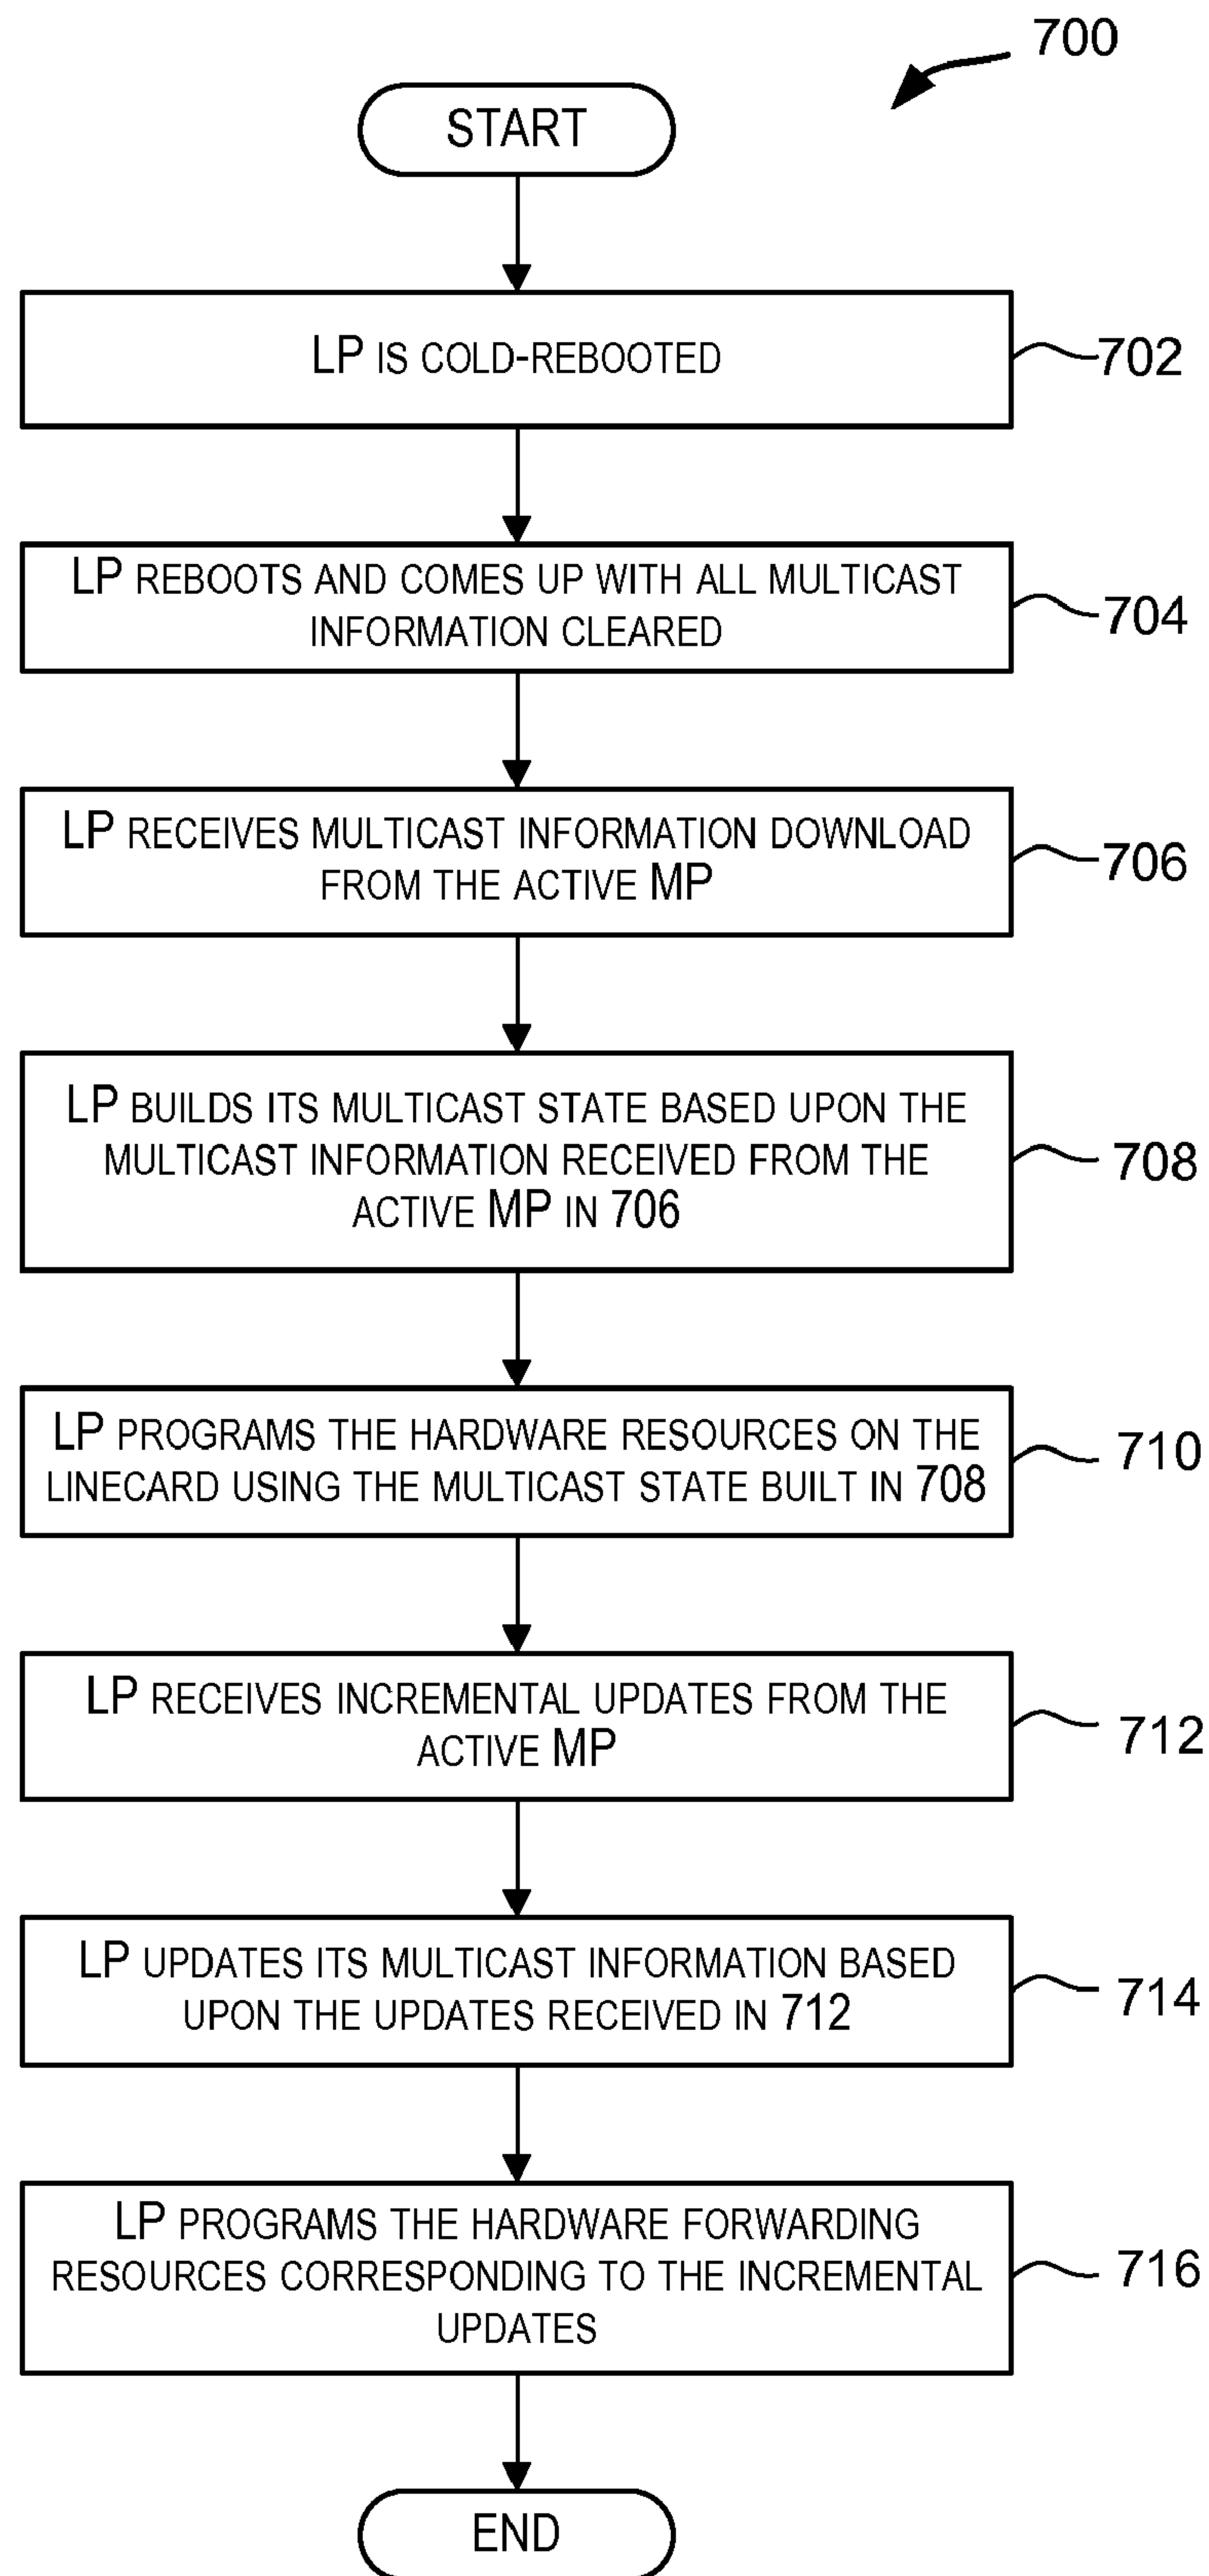 700
START
LP IS COLD-REBOOTED
702
LP REBOOTS AND COMES UP WITH ALL MULTICAST
INFORMATION CLEARED
704
LP RECEIVES MULTICAST INFORMATION DOWNLOAD
FROM THE ACTIVE MP
706
LP BUILDS ITS MULTICAST STATE BASED UPON THE
MULTICAST INFORMATION RECEIVED FROM THE
ACTIVE MP IN 706
708
LP PROGRAMS THE HARDWARE RESOURCES ON THE
LINECARD USING THE MULTICAST STATE BUILT IN 708
710
LP RECEIVES INCREMENTAL UPDATES FROM THE
ACTIVE MP
712
LP UPDATES ITS MULTICAST INFORMATION BASED
UPON THE UPDATES RECEIVED IN 712
714
LP PROGRAMS THE HARDWARE FORWARDING
RESOURCES CORRESPONDING TO THE INCREMENTAL
UPDATES
716
END